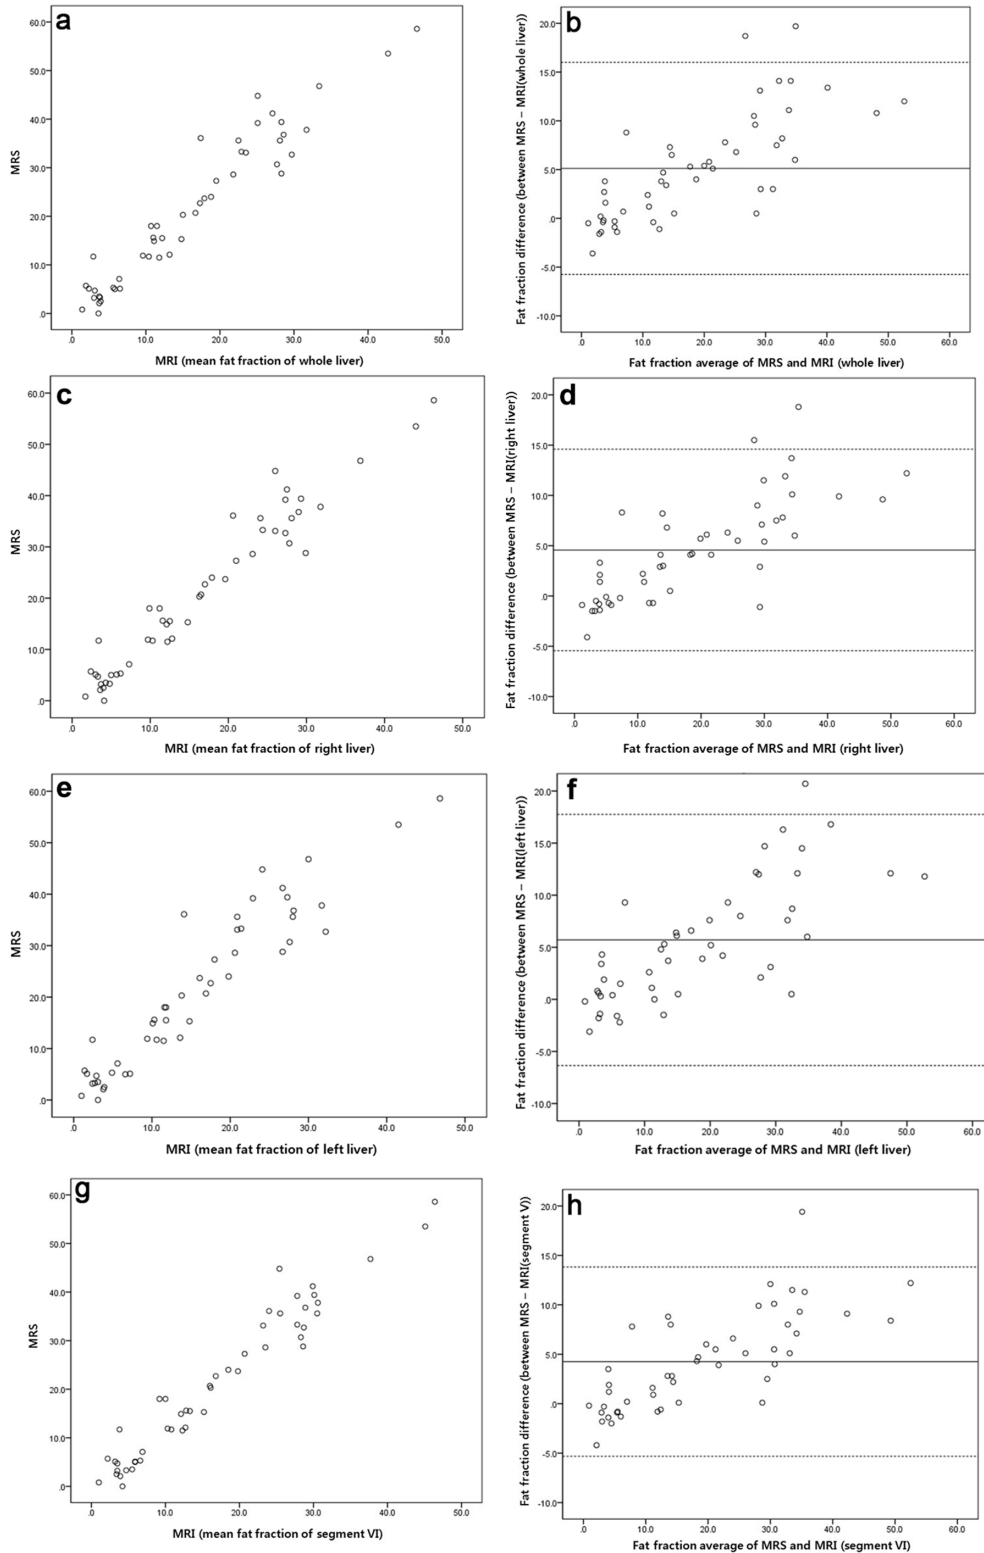 a
60.0
50.0
40.0
30.0
20.0
10.0
.0
MRS
.0 10.0 20.0 30.0 40.0 50.0
MRI (mean fat fraction of whole liver)
b
20.0
15.0
10.0
5.0
.0
-5.0
-10.0
Fat fraction difference (between MRS – MRI(whole liver))
.0 10.0 20.0 30.0 40.0 50.0 60.0
Fat fraction average of MRS and MRI (whole liver)
c
60.0
50.0
40.0
30.0
20.0
10.0
.0
MRS
.0 10.0 20.0 30.0 40.0 50.0
MRI (mean fat fraction of right liver)
d
20.0
15.0
10.0
5.0
.0
-5.0
-10.0
Fat fraction difference (between MRS – MRI(right liver))
.0 10.0 20.0 30.0 40.0 50.0 60.0
Fat fraction average of MRS and MRI (right liver)
e
60.0
50.0
40.0
30.0
20.0
10.0
.0
MRS
.0 10.0 20.0 30.0 40.0 50.0
MRI (mean fat fraction of left liver)
f
20.0
15.0
10.0
5.0
.0
-5.0
-10.0
Fat fraction difference (between MRS – MRI(left liver))
.0 10.0 20.0 30.0 40.0 50.0 60.0
Fat fraction average of MRS and MRI (left liver)
g
60.0
50.0
40.0
30.0
20.0
10.0
.0
MRS
.0 10.0 20.0 30.0 40.0 50.0
MRI (mean fat fraction of segment VI)
h
20.0
15.0
10.0
5.0
.0
-5.0
-10.0
Fat fraction difference (between MRS – MRI(segment V))
.0 10.0 20.0 30.0 40.0 50.0 60.0
Fat fraction average of MRS and MRI (segment VI)